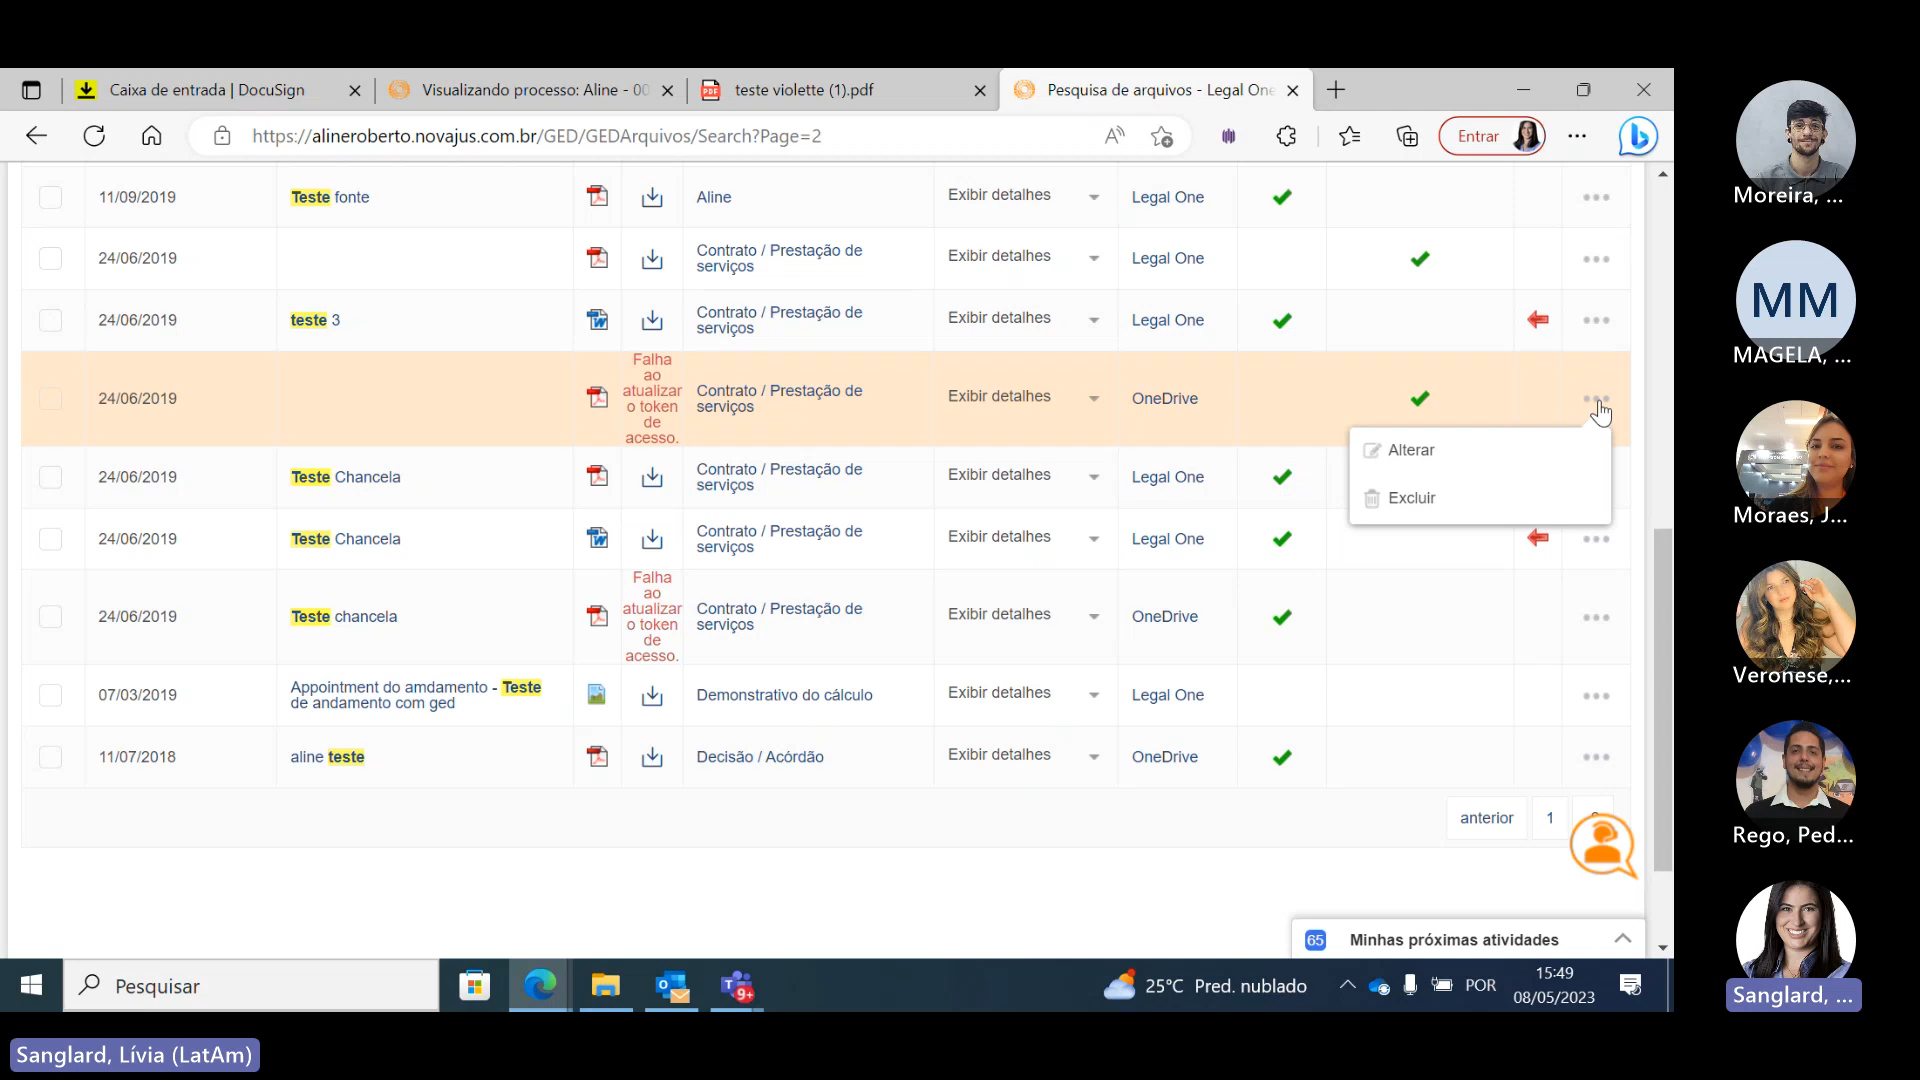 Caixa de entrada | DocuSign
Visualizando processo: Aline - 00
teste violette (1).pdf
Pesquisa de arquivos - Legal One
https://alineroberto.novajus.com.br/GED/GEDArquivos/Search?Page=2
Entrar
11/09/2019 Teste fonte Aline Exibir detalhes Legal One
24/06/2019 Contrato / Prestação de
serviços Exibir detalhes Legal One
24/06/2019 teste 3 Contrato / Prestação de
serviços Exibir detalhes Legal One
24/06/2019
Falha
ao
atualizar
o token
de
acesso.
Contrato / Prestação de
serviços
Exibir detalhes OneDrive
Alterar
Excluir
24/06/2019 Teste Chancela Contrato / Prestação de
serviços Exibir detalhes Legal One
24/06/2019 Teste Chancela Contrato / Prestação de
serviços Exibir detalhes Legal One
24/06/2019 Teste chancela
Falha
ao
atualizar
o token
de
acesso.
Contrato / Prestação de
serviços
Exibir detalhes OneDrive
07/03/2019
Appointment do amdamento - Teste
de andamento com ged
Demonstrativo do cálculo Exibir detalhes Legal One
11/07/2018 aline teste Decisão / Acórdão Exibir detalhes OneDrive
anterior 1
65 Minhas próximas atividades
Pesquisar
9+
25°C Pred. nublado
POR
15:49
08/05/2023
Moreira, ...
MM
MAGELA, ...
Moraes, J...
Veronese,...
Rego, Ped...
Sanglard, ...
Sanglard, Lívia (LatAm)